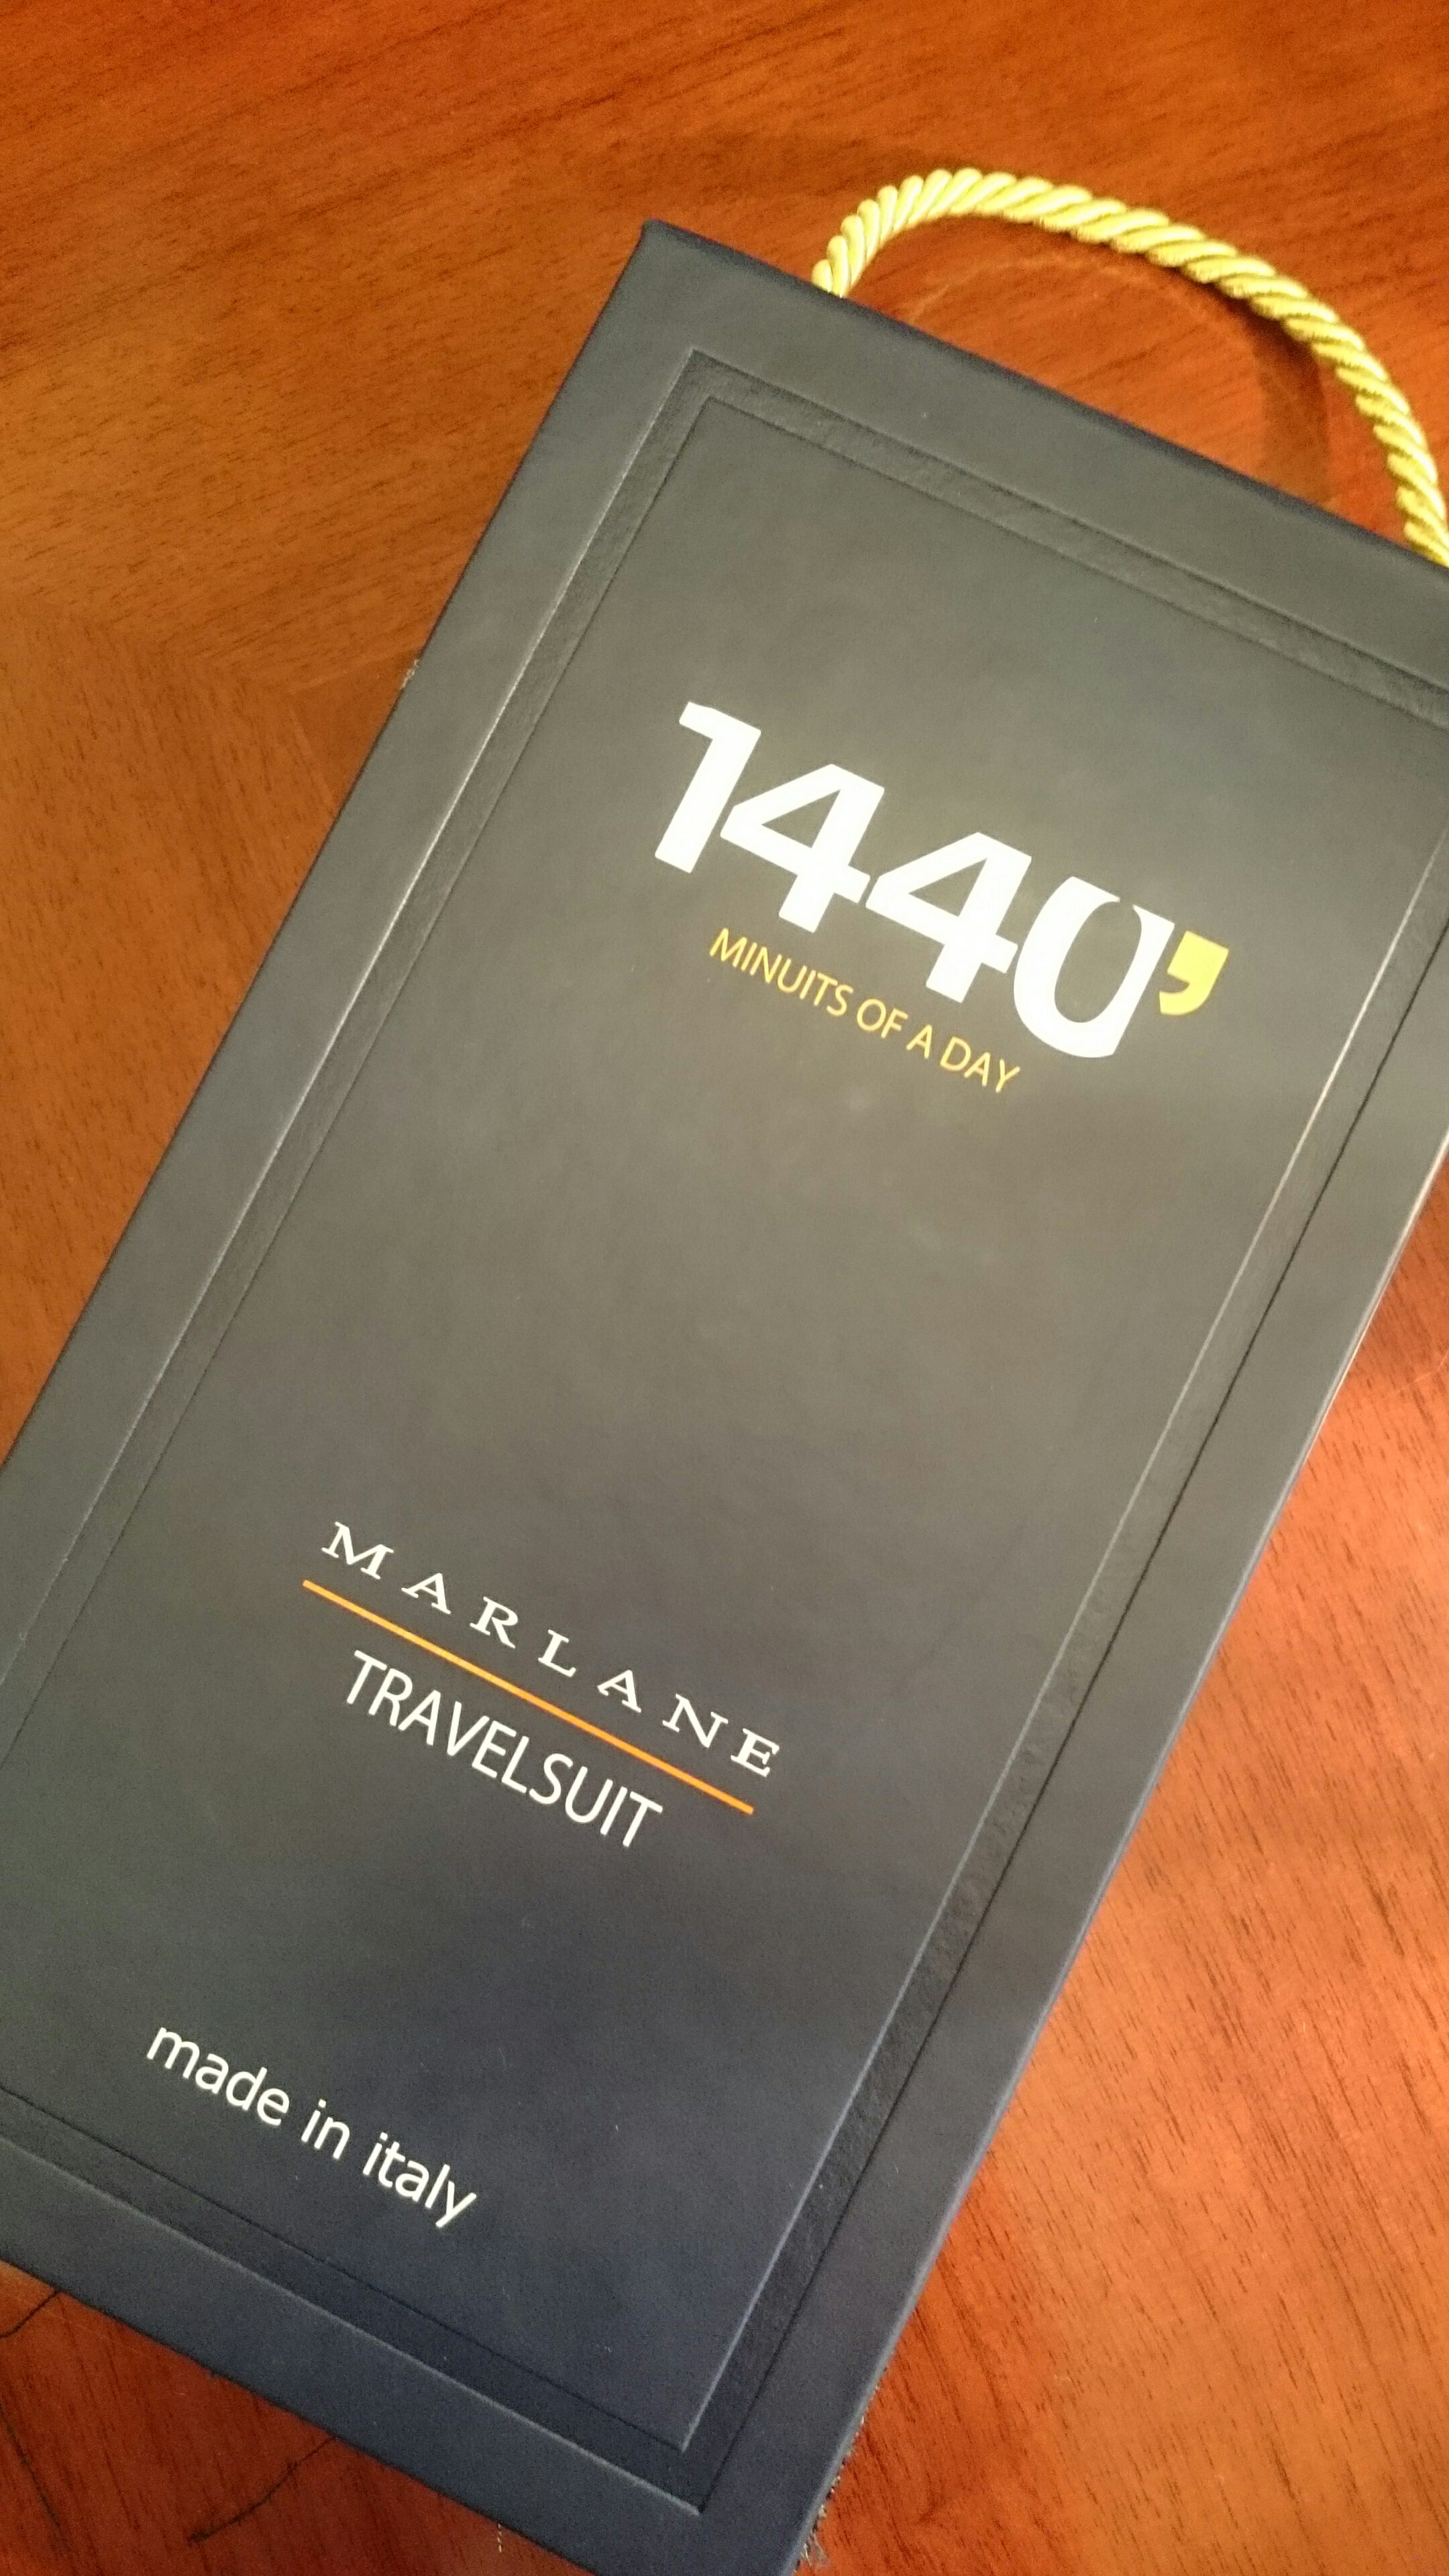 1440’
MINUITS OF A DAY
MARLANE
TRAVELSUIT
made in italy